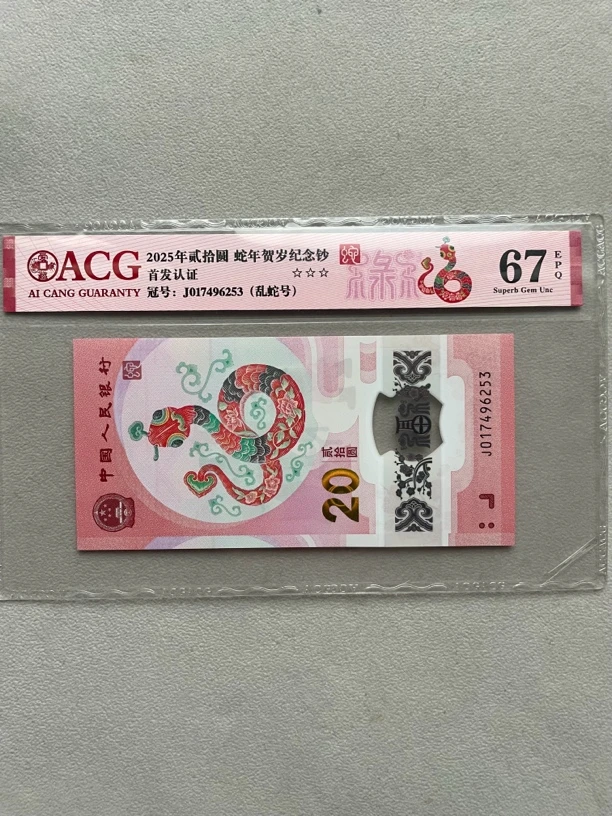 ACG
AI CANG GUARANTY
2025年贰拾圆 蛇年贺岁纪念钞
首发认证 ☆☆☆
冠号：J017496253（乱蛇号）
67
EPQ
Superb Gem Unc
中國人民银行
贰拾圆
20
J017496253